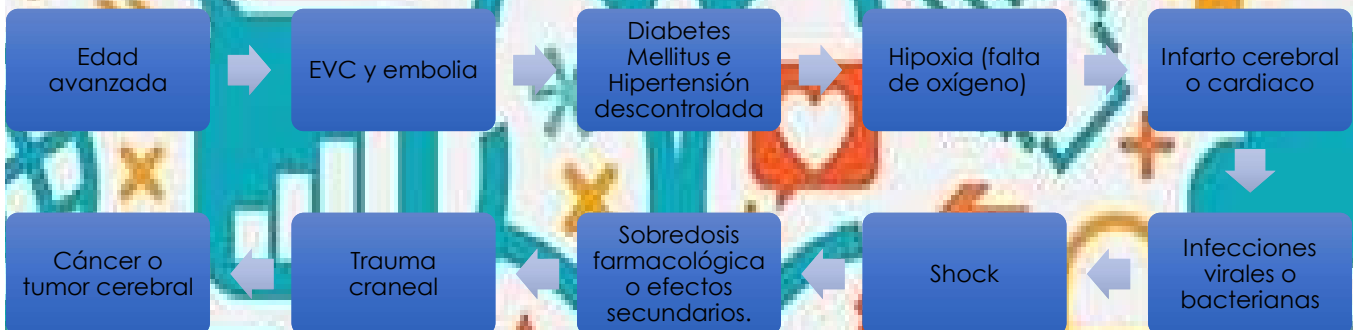 Edad
avanzada
EVC y embolia
Diabetes
Mellitus e
Hipertensión
descontrolada
Hipoxia (falta
de oxígeno)
Infarto cerebral
o cardiaco
Infecciones
virales o
bacterianas
Shock
Sobredosis
farmacológica
o efectos
secundarios.
Trauma
craneal
Cáncer o
tumor cerebral